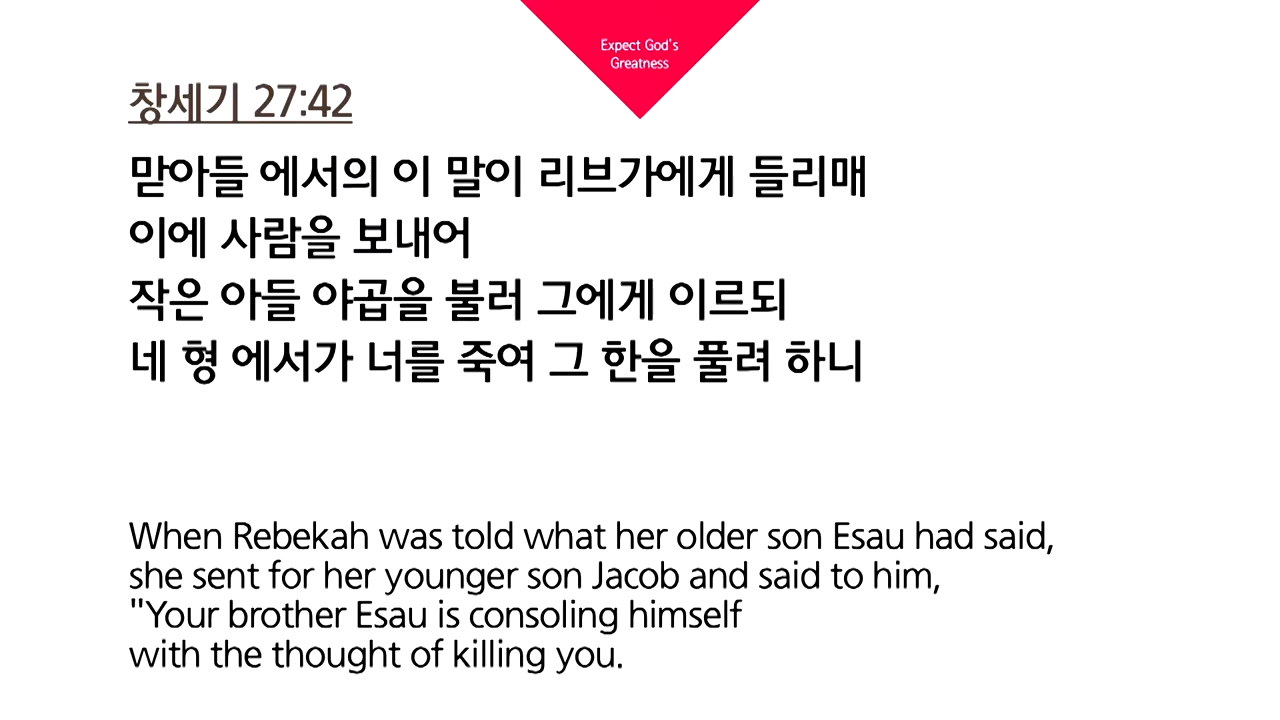 Expect God's
Greatness
창세기 27:42
맏아들 에서의 이 말이 리브가에게 들리매
이에 사람을 보내어
작은 아들 야곱을 불러 그에게 이르되
네 형 에서가 너를 죽여 그 한을 풀려 하니
When Rebekah was told what her older son Esau had said,
she sent for her younger son Jacob and said to him,
"Your brother Esau is consoling himself
with the thought of killing you.